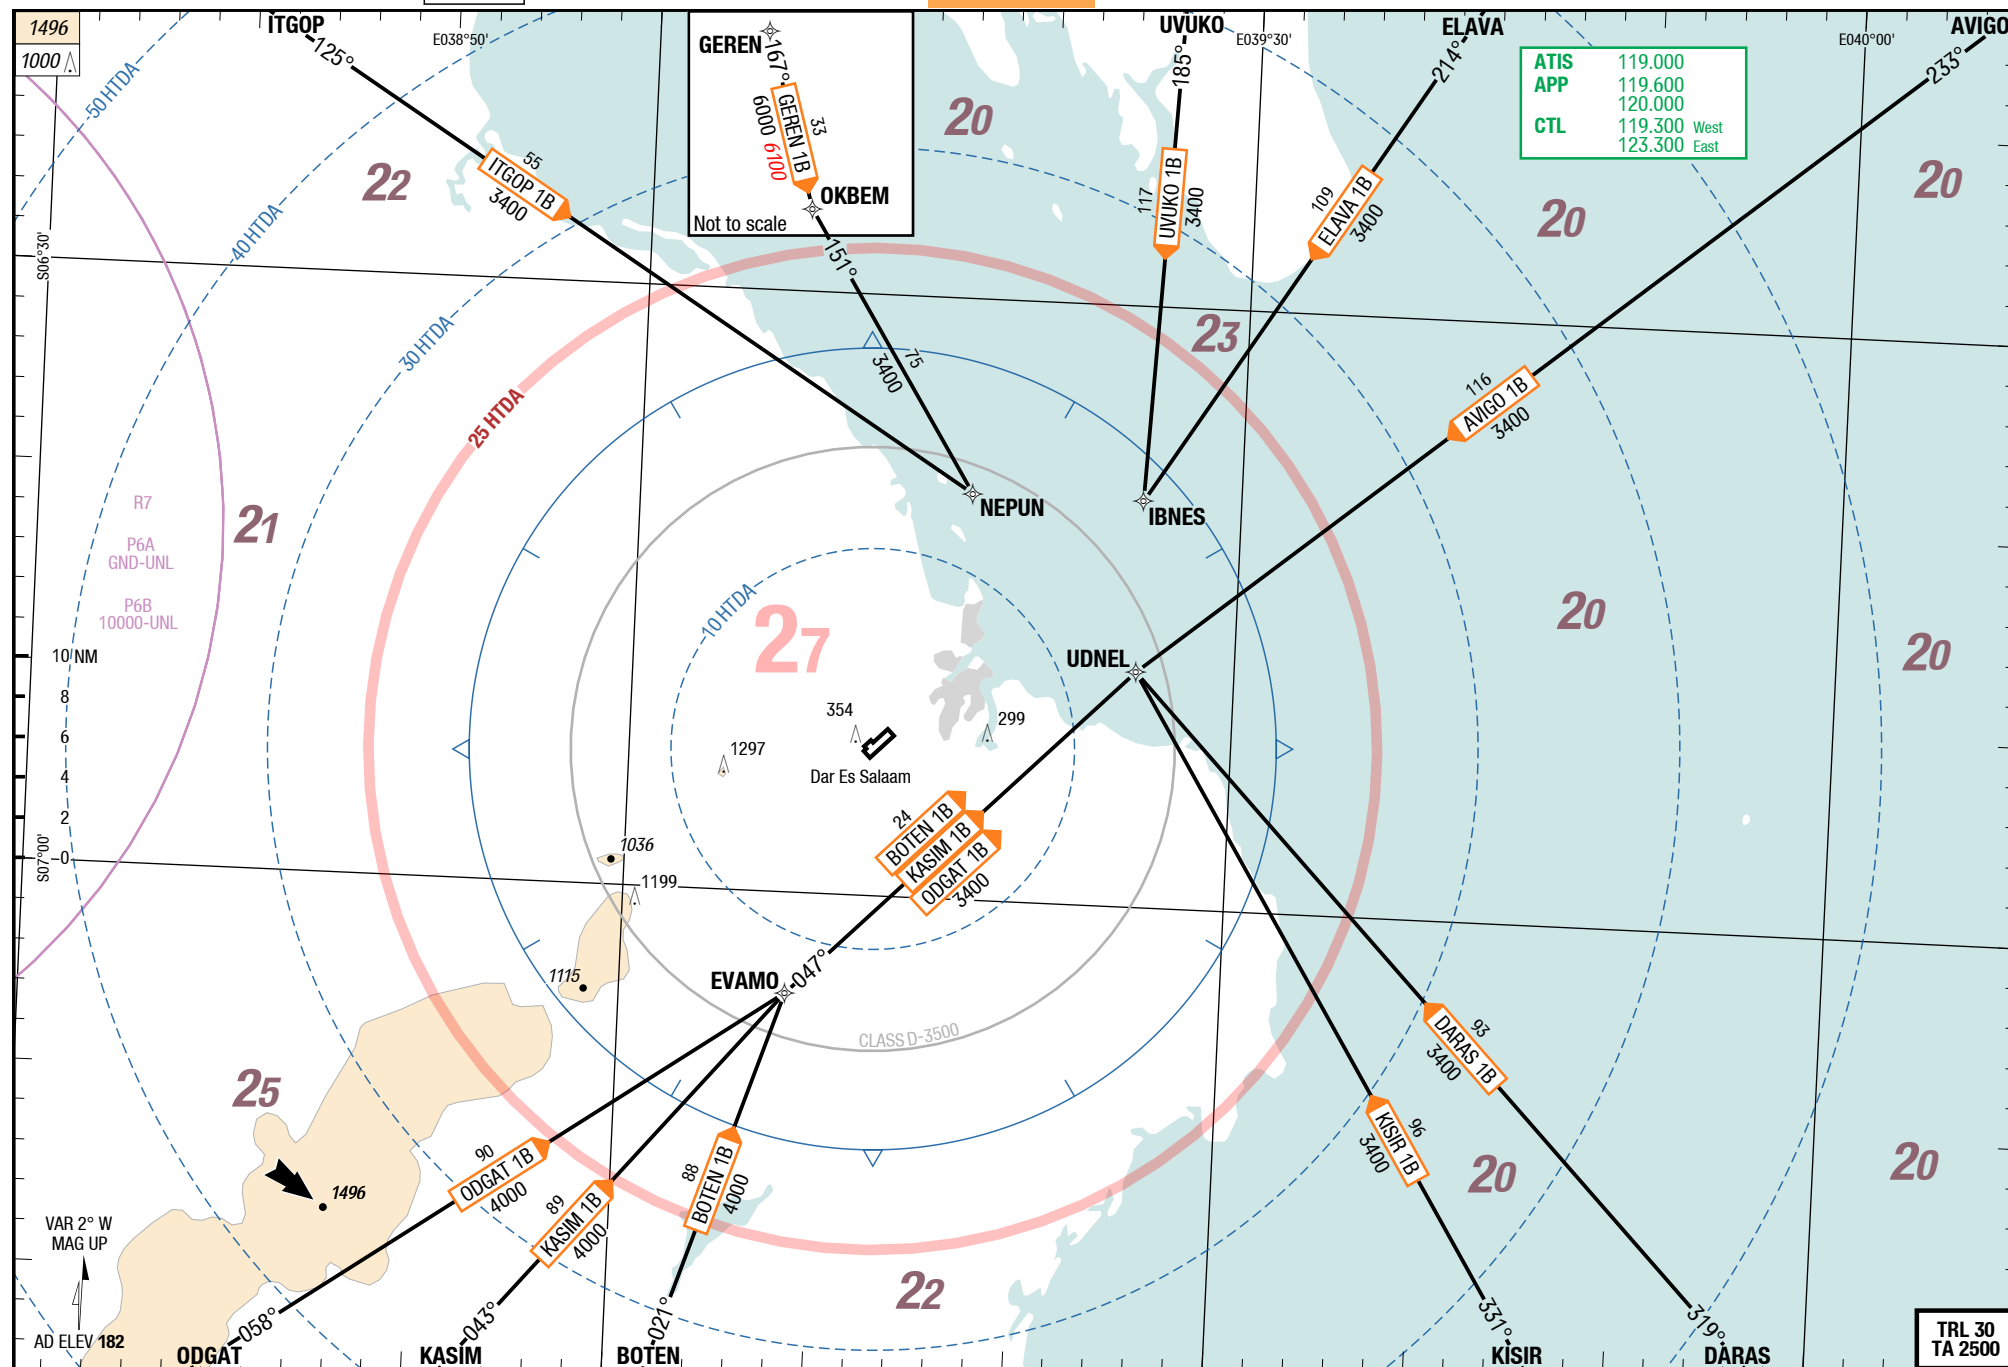 1496
1000
ITGOP
125°
E038°50'
GEREN
167°
33
GEREN 1B
6000
6100
OKBEM
Not to scale
151°
UVUKO
185°
E039°30'
ELAVA
214°
E040°00'
AVIGO
233°
ATIS 119.000
APP 119.600
120.000
CTL 119.300 West
123.300 East
50 HTDA
40 HTDA
30 HTDA
25 HTDA
10 HTDA
22
20
20
20
55
ITGOP 1B
3400
117
UVUKO 1B
3400
109
ELAVA 1B
3400
S06°30'
23
75
3400
116
AVIGO 1B
3400
NEPUN
IBNES
R7
P6A
GND-UNL
P6B
10000-UNL
21
27
20
20
10 NM
8
6
4
2
0
S07°00'
UDNEL
354
299
1297
Dar Es Salaam
24
BOTEN 1B
KASIM 1B
ODGAT 1B
3400
1036
1199
1115
EVAMO
047°
CLASS D-3500
25
93
DARAS 1B
3400
96
KISIR 1B
3400
90
ODGAT 1B
4000
89
KASIM 1B
4000
88
BOTEN 1B
4000
20
20
1496
VAR 2° W
MAG UP
22
AD ELEV 182
058°
ODGAT
043°
KASIM
021°
BOTEN
331°
KISIR
319°
DARAS
TRL 30
TA 2500